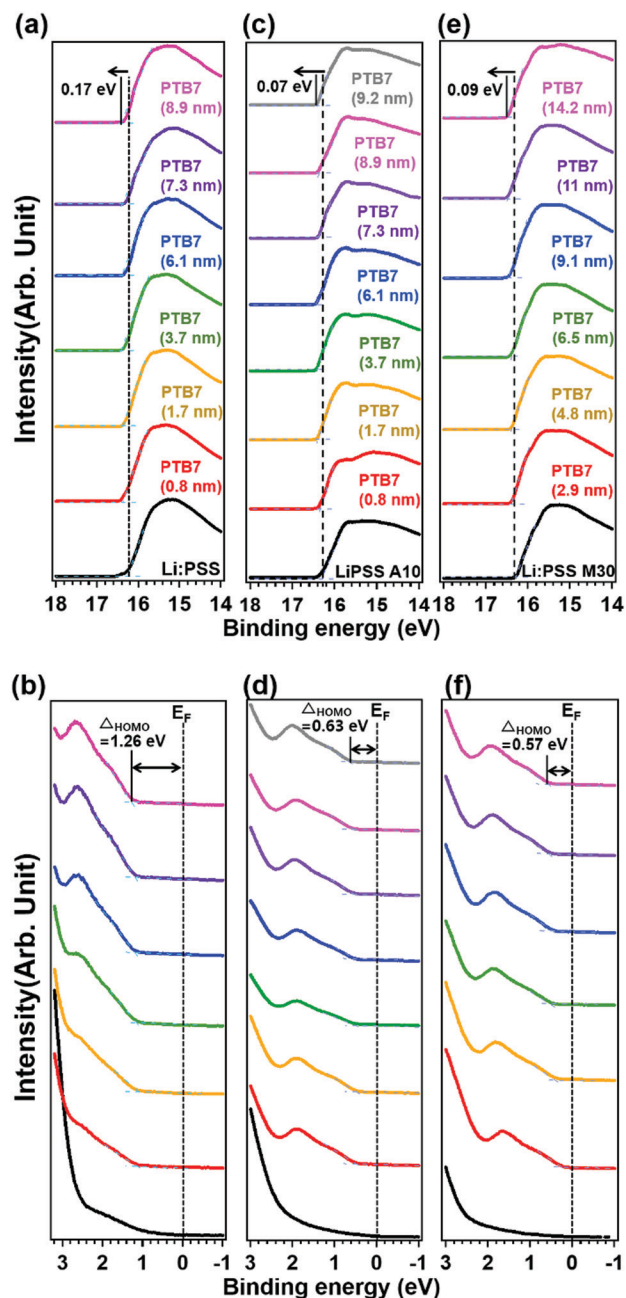 (a)
(c)
(e)
Intensity(Arb. Unit)
0.17 eV
PTB7
(8.9 nm)
PTB7
(7.3 nm)
PTB7
(6.1 nm)
PTB7
(3.7 nm)
PTB7
(1.7 nm)
PTB7
(0.8 nm)
Li:PSS
18 17 16 15 14
0.07 eV
PTB7
(9.2 nm)
PTB7
(8.9 nm)
PTB7
(7.3 nm)
PTB7
(6.1 nm)
PTB7
(3.7 nm)
PTB7
(1.7 nm)
PTB7
(0.8 nm)
LiPSS A10
18 17 16 15 14
0.09 eV
PTB7
(14.2 nm)
PTB7
(11 nm)
PTB7
(9.1 nm)
PTB7
(6.5 nm)
PTB7
(4.8 nm)
PTB7
(2.9 nm)
Li:PSS M30
18 17 16 15 14
Binding energy (eV)
(b)
(d)
(f)
Intensity(Arb. Unit)
△HOMO
=1.26 eV
EF
3 2 1 0 -1
△HOMO
=0.63 eV
EF
3 2 1 0 -1
△HOMO
=0.57 eV
EF
3 2 1 0 -1
Binding energy (eV)